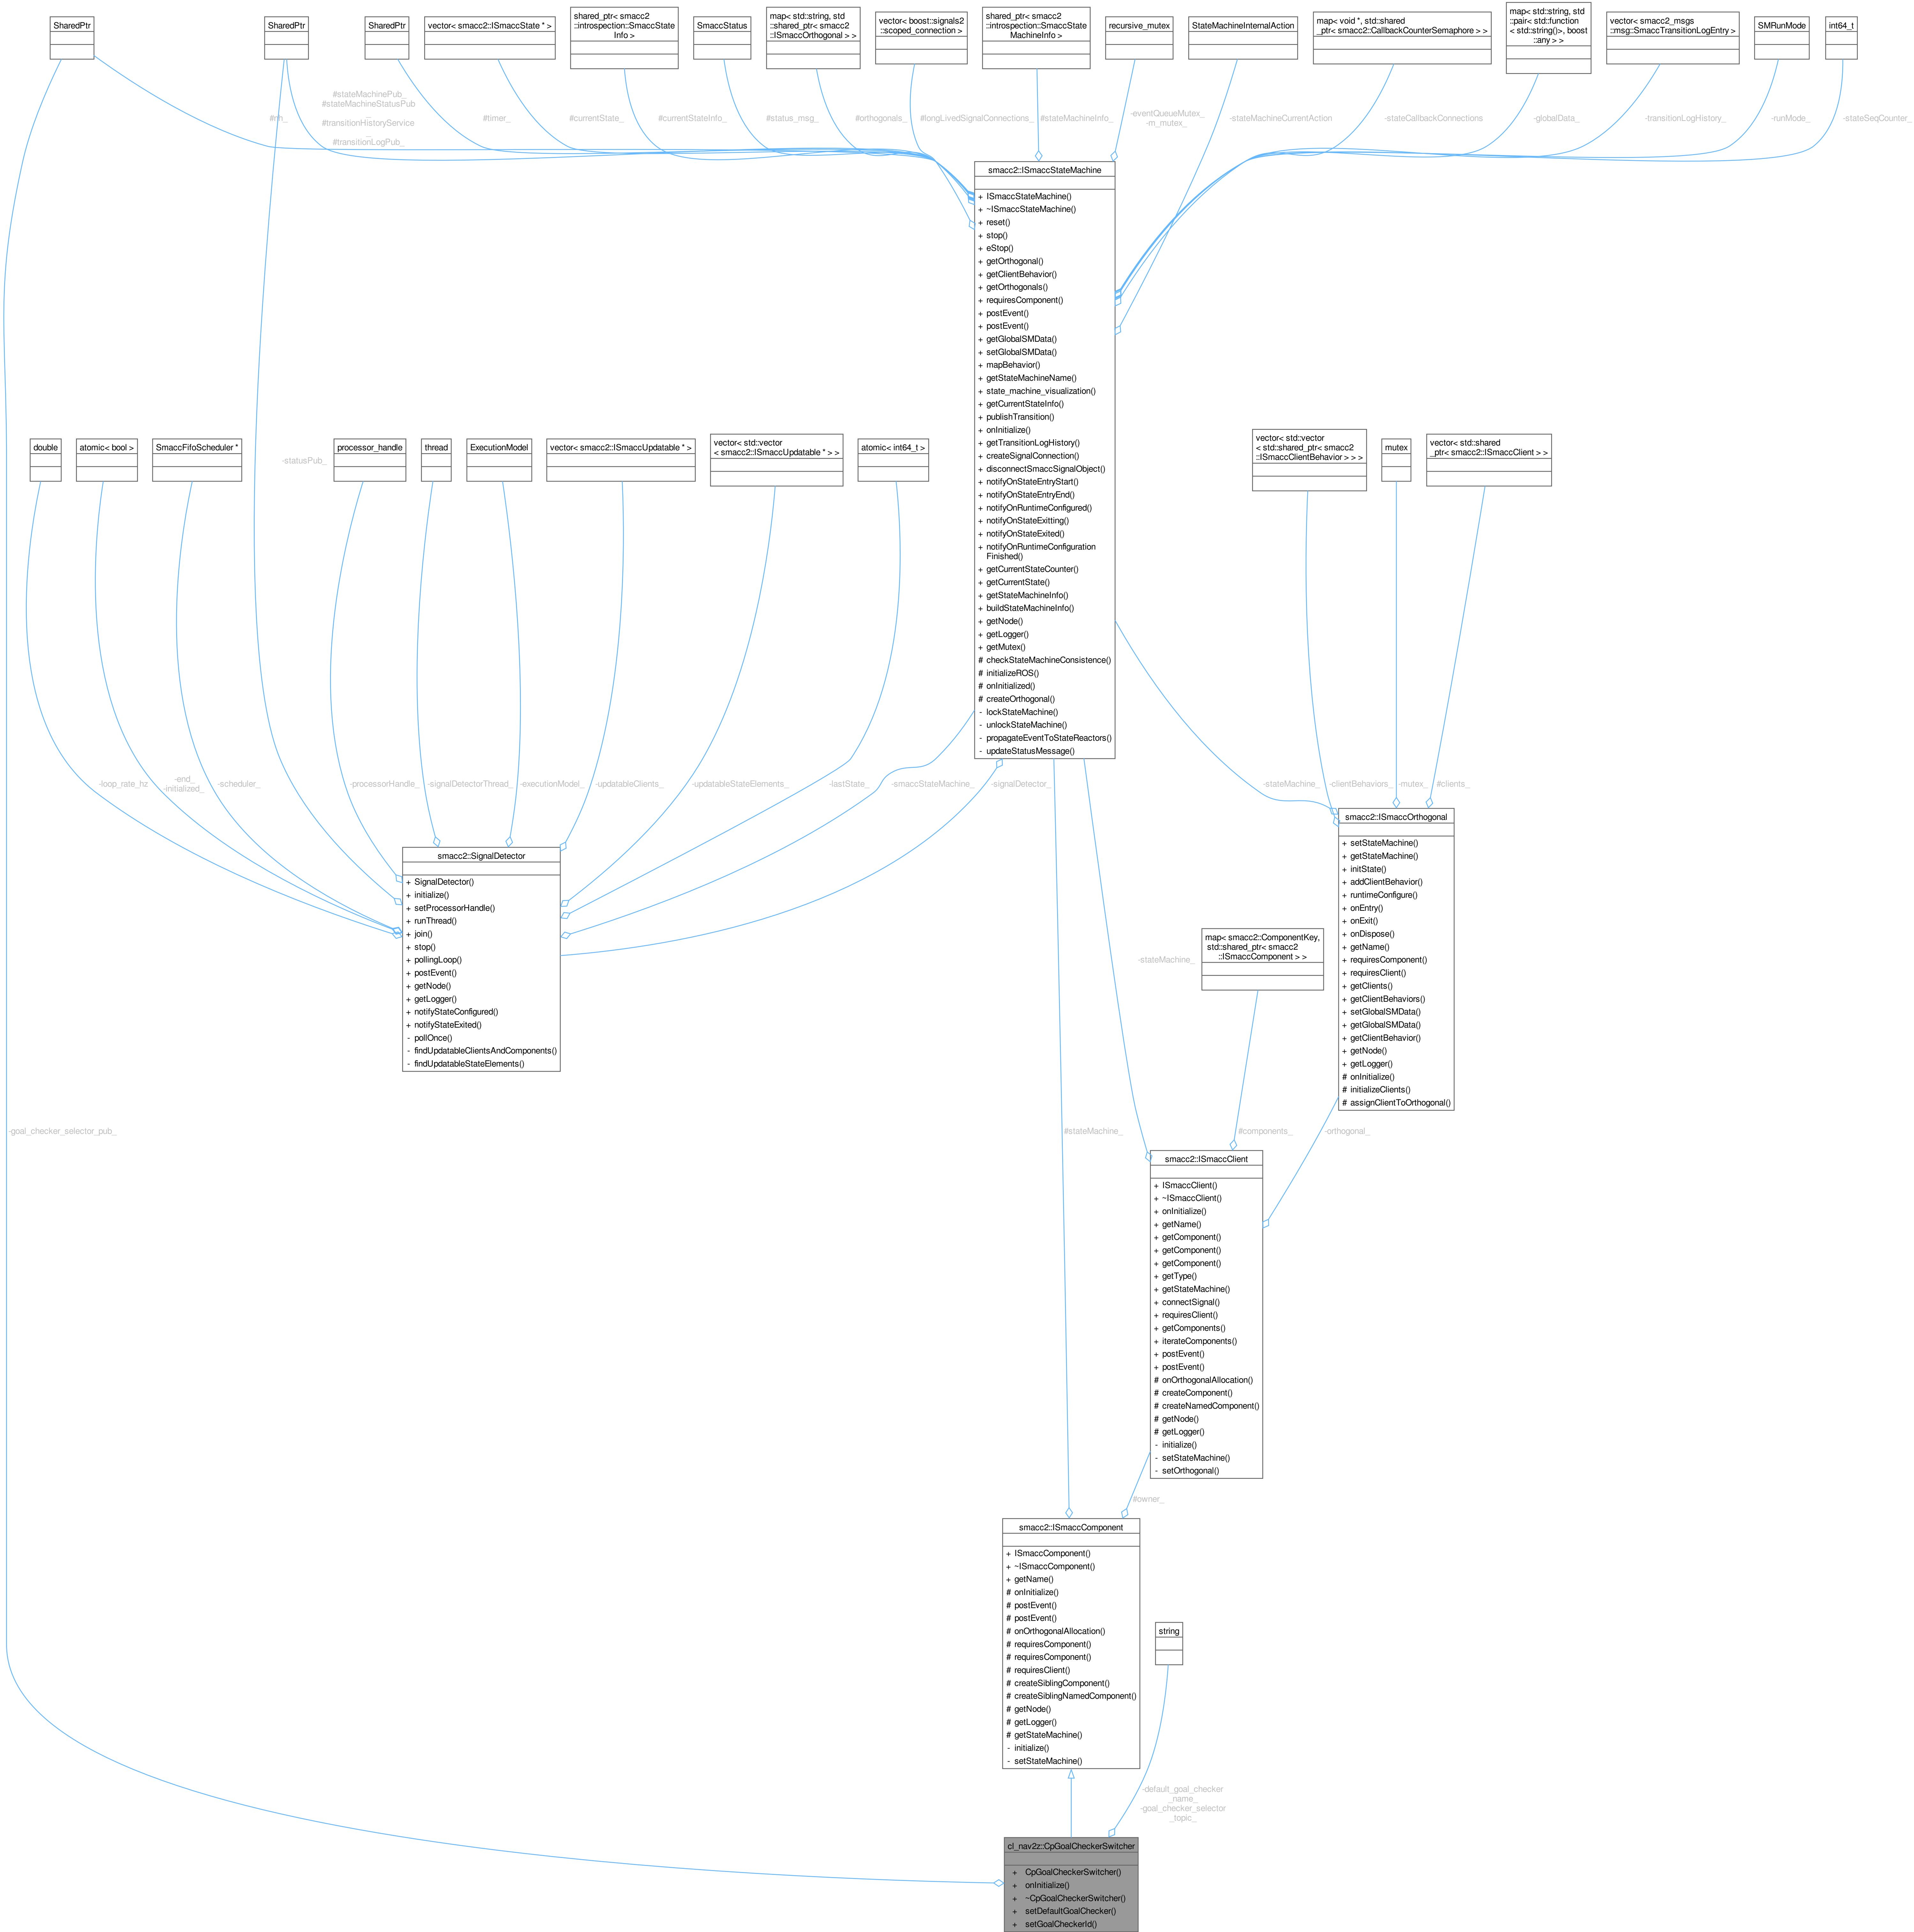 SharedPtr
SharedPtr
SharedPtr
vector< smacc2::ISmaccState * >
shared_ptr< smacc2
::introspection::SmaccState
Info >
SmaccStatus
map< std::string, std
::shared_ptr< smacc2
::ISmaccOrthogonal > >
vector< boost::signals2
::scoped_connection >
shared_ptr< smacc2
::introspection::SmaccState
MachineInfo >
recursive_mutex
StateMachineInternalAction
map< void *, std::shared
_ptr< smacc2::CallbackCounterSemaphore > >
map< std::string, std
::pair< std::function
< std::string()>, boost
::any > >
vector< smacc2_msgs
::msg::SmaccTransitionLogEntry >
SMRunMode
int64_t
#nh_
#stateMachinePub_
#stateMachineStatusPub
_
#transitionHistoryService
_
#transitionLogPub_
#timer_
#currentState_
#currentStateInfo_
#status_msg_
#orthogonals_
#longLivedSignalConnections_
#stateMachineInfo_
-eventQueueMutex_
-m_mutex_
-stateMachineCurrentAction
-stateCallbackConnections
-globalData_
-transitionLogHistory_
-runMode_
-stateSeqCounter_
smacc2::ISmaccStateMachine
+ ISmaccStateMachine()
+ ~ISmaccStateMachine()
+ reset()
+ stop()
+ eStop()
+ getOrthogonal()
+ getClientBehavior()
+ getOrthogonals()
+ requiresComponent()
+ postEvent()
+ postEvent()
+ getGlobalSMData()
+ setGlobalSMData()
+ mapBehavior()
+ getStateMachineName()
+ state_machine_visualization()
+ getCurrentStateInfo()
+ publishTransition()
+ onInitialize()
+ getTransitionLogHistory()
+ createSignalConnection()
+ disconnectSmaccSignalObject()
+ notifyOnStateEntryStart()
+ notifyOnStateEntryEnd()
+ notifyOnRuntimeConfigured()
+ notifyOnStateExitting()
+ notifyOnStateExited()
+ notifyOnRuntimeConfiguration
Finished()
+ getCurrentStateCounter()
+ getCurrentState()
+ getStateMachineInfo()
+ buildStateMachineInfo()
+ getNode()
+ getLogger()
+ getMutex()
# checkStateMachineConsistence()
# initializeROS()
# onInitialized()
# createOrthogonal()
- lockStateMachine()
- unlockStateMachine()
- propagateEventToStateReactors()
- updateStatusMessage()
double
atomic< bool >
SmaccFifoScheduler *
-statusPub_
processor_handle
thread
ExecutionModel
vector< smacc2::ISmaccUpdatable * >
vector< std::vector
< smacc2::ISmaccUpdatable * > >
atomic< int64_t >
vector< std::vector
< std::shared_ptr< smacc2
::ISmaccClientBehavior > > >
mutex
vector< std::shared
_ptr< smacc2::ISmaccClient > >
-loop_rate_hz
-end_
-initialized_
-scheduler_
-processorHandle_
-signalDetectorThread_
-executionModel_
-updatableClients_
-updatableStateElements_
-lastState_
-smaccStateMachine_
-signalDetector_
-stateMachine_
-clientBehaviors_
-mutex_
#clients_
smacc2::SignalDetector
+ SignalDetector()
+ initialize()
+ setProcessorHandle()
+ runThread()
+ join()
+ stop()
+ pollingLoop()
+ postEvent()
+ getNode()
+ getLogger()
+ notifyStateConfigured()
+ notifyStateExited()
- pollOnce()
- findUpdatableClientsAndComponents()
- findUpdatableStateElements()
smacc2::ISmaccOrthogonal
+ setStateMachine()
+ getStateMachine()
+ initState()
+ addClientBehavior()
+ runtimeConfigure()
+ onEntry()
+ onExit()
+ onDispose()
+ getName()
+ requiresComponent()
+ requiresClient()
+ getClients()
+ getClientBehaviors()
+ setGlobalSMData()
+ getGlobalSMData()
+ getClientBehavior()
+ getNode()
+ getLogger()
# onInitialize()
# initializeClients()
# assignClientToOrthogonal()
-stateMachine_
map< smacc2::ComponentKey,
std::shared_ptr< smacc2
::ISmaccComponent > >
-goal_checker_selector_pub_
#stateMachine_
#components_
-orthogonal_
smacc2::ISmaccClient
+ ISmaccClient()
+ ~ISmaccClient()
+ onInitialize()
+ getName()
+ getComponent()
+ getComponent()
+ getComponent()
+ getType()
+ getStateMachine()
+ connectSignal()
+ requiresClient()
+ getComponents()
+ iterateComponents()
+ postEvent()
+ postEvent()
# onOrthogonalAllocation()
# createComponent()
# createNamedComponent()
# getNode()
# getLogger()
- initialize()
- setStateMachine()
- setOrthogonal()
#owner_
smacc2::ISmaccComponent
+ ISmaccComponent()
+ ~ISmaccComponent()
+ getName()
# onInitialize()
# postEvent()
# postEvent()
# onOrthogonalAllocation()
# requiresComponent()
# requiresComponent()
# requiresClient()
# createSiblingComponent()
# createSiblingNamedComponent()
# getNode()
# getLogger()
# getStateMachine()
- initialize()
- setStateMachine()
string
-default_goal_checker
_name_
-goal_checker_selector
_topic_
cl_nav2z::CpGoalCheckerSwitcher
+ CpGoalCheckerSwitcher()
+ onInitialize()
+ ~CpGoalCheckerSwitcher()
+ setDefaultGoalChecker()
+ setGoalCheckerId()